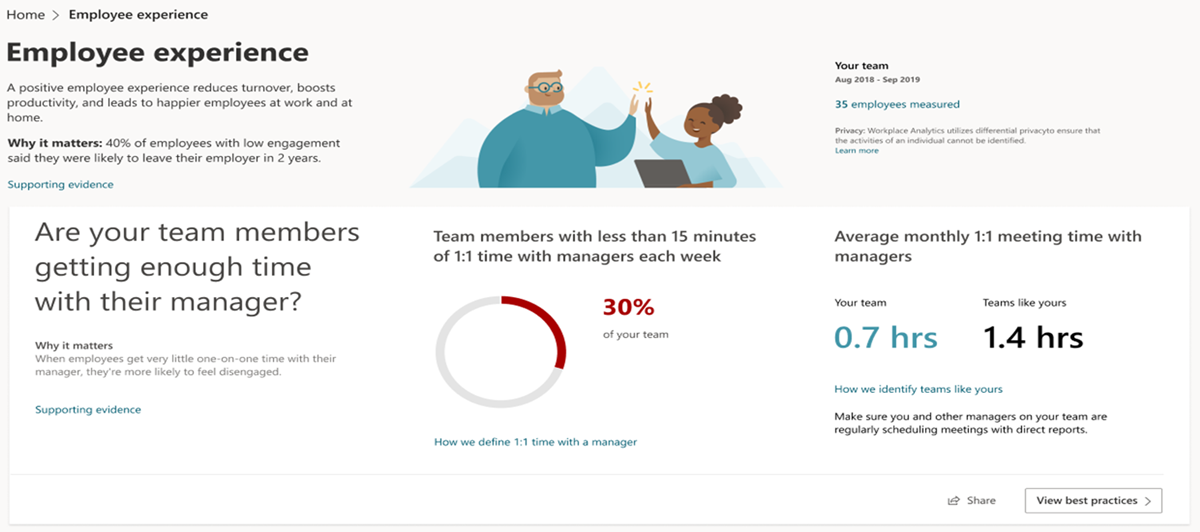 Home > Employee experience
Employee experience
A positive employee experience reduces turnover, boosts
productivity, and leads to happier employees at work and at
home.
Why it matters: 40% of employees with low engagement
said they were likely to leave their employer in 2 years.
Supporting evidence
Your team
Aug 2018 - Sep 2019
35 employees measured
Privacy: Workplace Analytics utilizes differential privacyto ensure that
the activities of an individual cannot be identified.
Learn more
Are your team members
getting enough time
with their manager?
Why it matters
When employees get very little one-on-one time with their
manager, they're more likely to feel disengaged.
Supporting evidence
Team members with less than 15 minutes
of 1:1 time with managers each week
30%
of your team
How we define 1:1 time with a manager
Average monthly 1:1 meeting time with
managers
Your team
0.7 hrs
Teams like yours
1.4 hrs
How we identify teams like yours
Make sure you and other managers on your team are
regularly scheduling meetings with direct reports.
Share
View best practices >